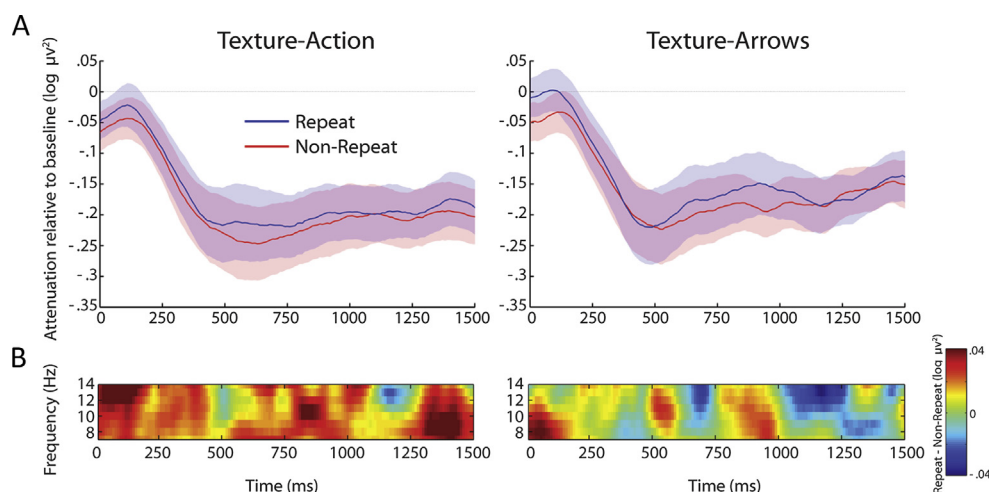 A
Texture-Action
Texture-Arrows
Attenuation relative to baseline (log μv²)
.05
0
-.05
-.1
-.15
-.2
-.25
-.3
-.35
Repeat
Non-Repeat
0 250 500 750 1000 1250 1500
.05
0
-.05
-.1
-.15
-.2
-.25
-.3
-.35
0 250 500 750 1000 1250 1500
B
Frequency (Hz)
14
12
10
8
0 250 500 750 1000 1250 1500
Time (ms)
14
12
10
8
0 250 500 750 1000 1250 1500
Time (ms)
Repeat - Non-Repeat (log μv²)
.04
0
-.04